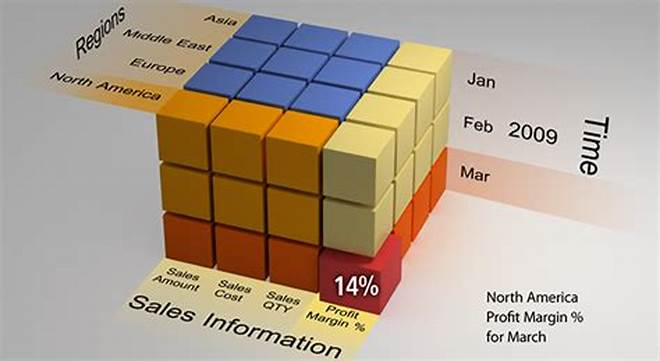 Regions
Asia
Middle East
Europe
North America
Jan
Feb 2009
Mar
Time
14%
Sales
Amount
Sales
Cost
Sales
QTY
Profit
Margin %
Sales Information
North America
Profit Margin %
for March